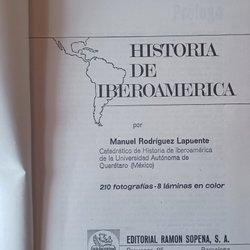 HISTORIA
DE
IBEROAMERICA
por
Manuel Rodríguez Lapuente
Catedrático de Historia de Iberoamérica
de la Universidad Autónoma de
Querétaro (México)
210 fotografías - 8 láminas en color
EDITORIAL RAMON SOPENA, S. A.